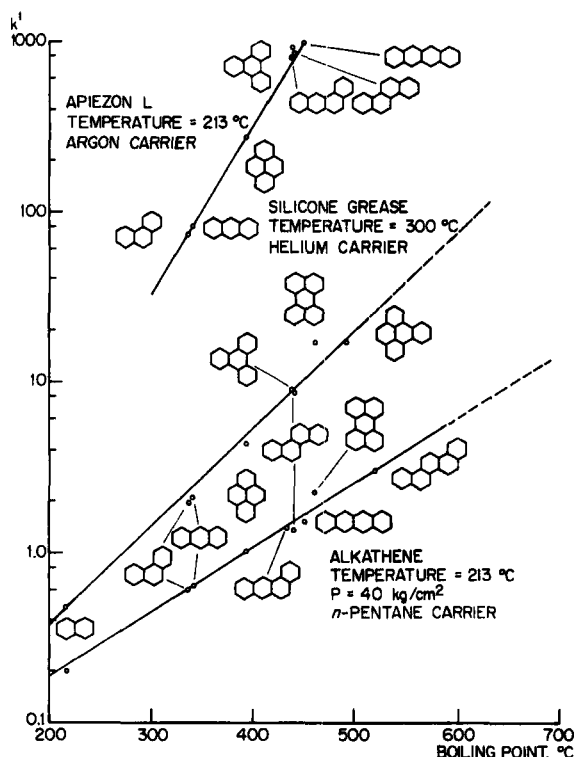 k'
1000
APIEZON L
TEMPERATURE = 213 °C
ARGON CARRIER
100
SILICONE GREASE
TEMPERATURE = 300 °C
HELIUM CARRIER
10
1.0
ALKATHENE
TEMPERATURE = 213 °C
P = 40 kg/cm²
n-PENTANE CARRIER
0.1
200
300
400
500
600
700
BOILING POINT, °C